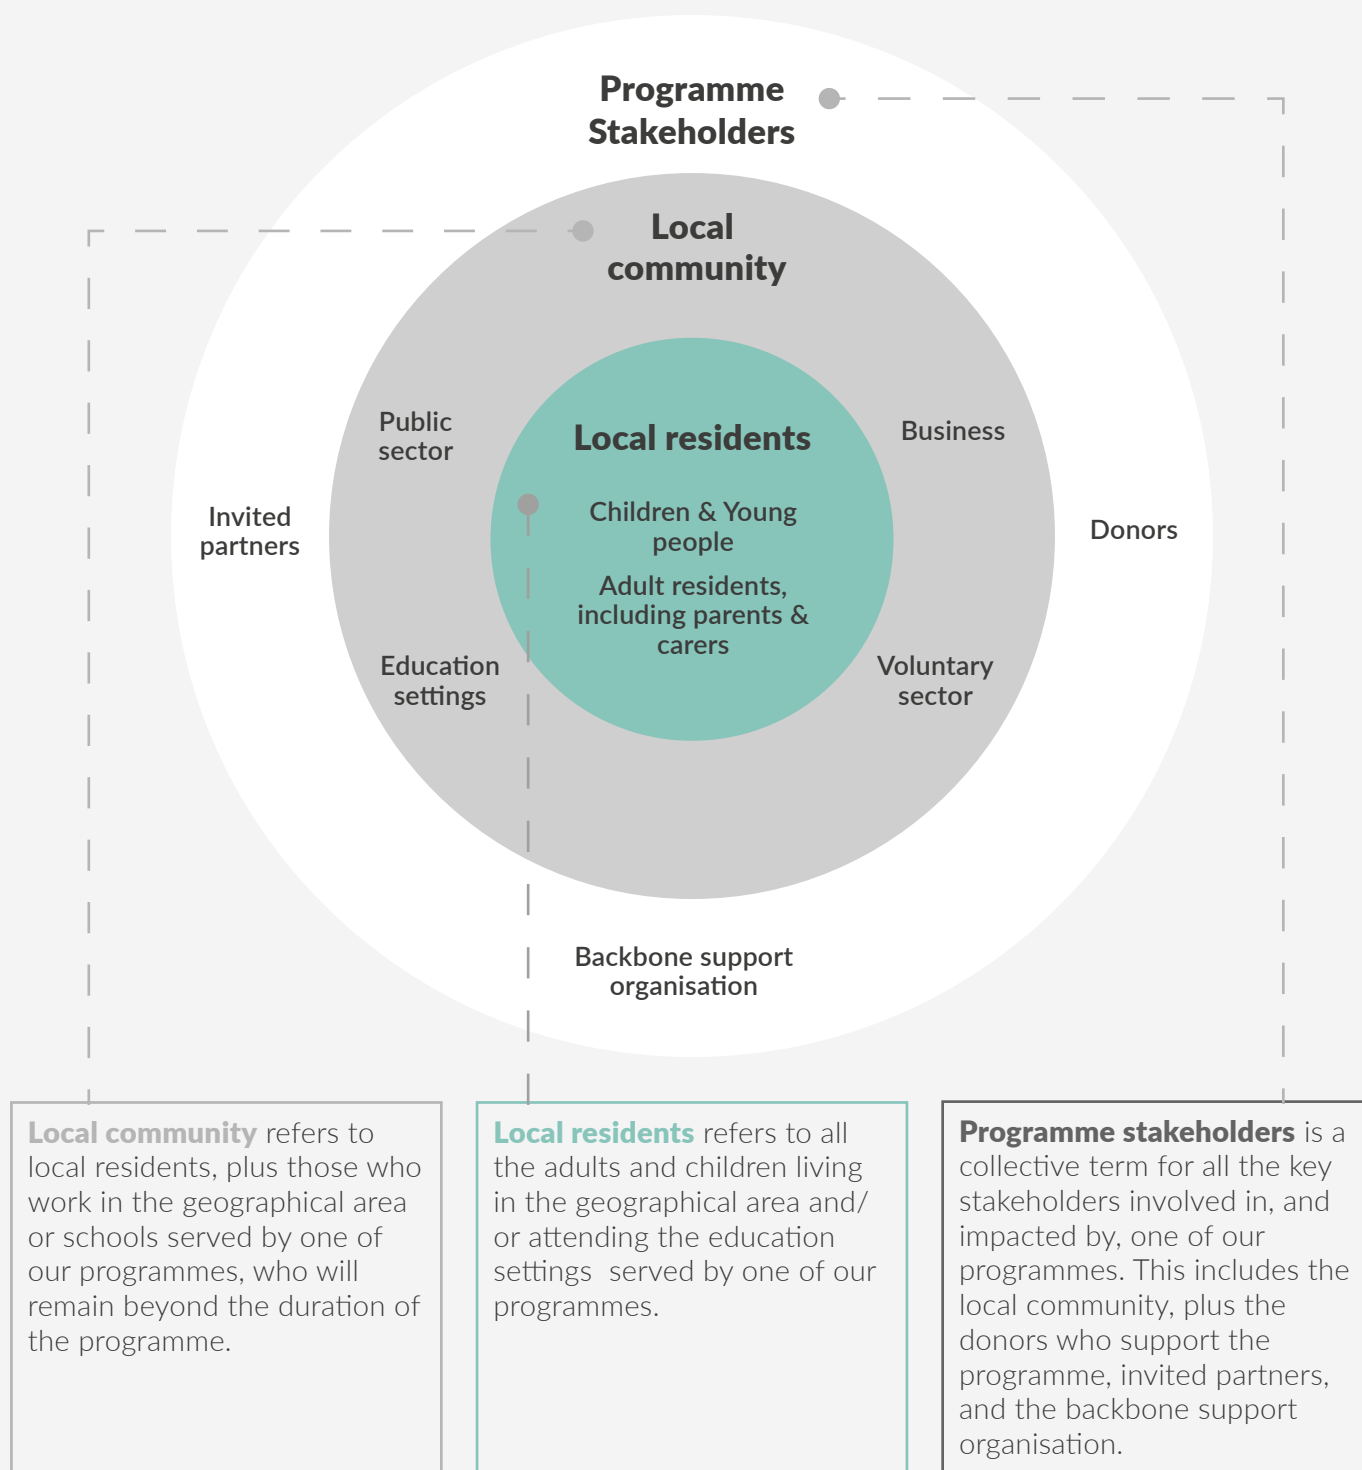 Programme
Stakeholders
Local
community
Public
sector
Business
Local residents
Invited
partners
Children & Young
people
Donors
Adult residents,
including parents &
carers
Education
settings
Voluntary
sector
Backbone support
organisation
Local community refers to
local residents, plus those who
work in the geographical area
or schools served by one of
our programmes, who will
remain beyond the duration of
the programme.
Local residents refers to all
the adults and children living
in the geographical area and/
or attending the education
settings  served by one of our
programmes.
Programme stakeholders is a
collective term for all the key
stakeholders involved in, and
impacted by, one of our
programmes. This includes the
local community, plus the
donors who support the
programme, invited partners,
and the backbone support
organisation.